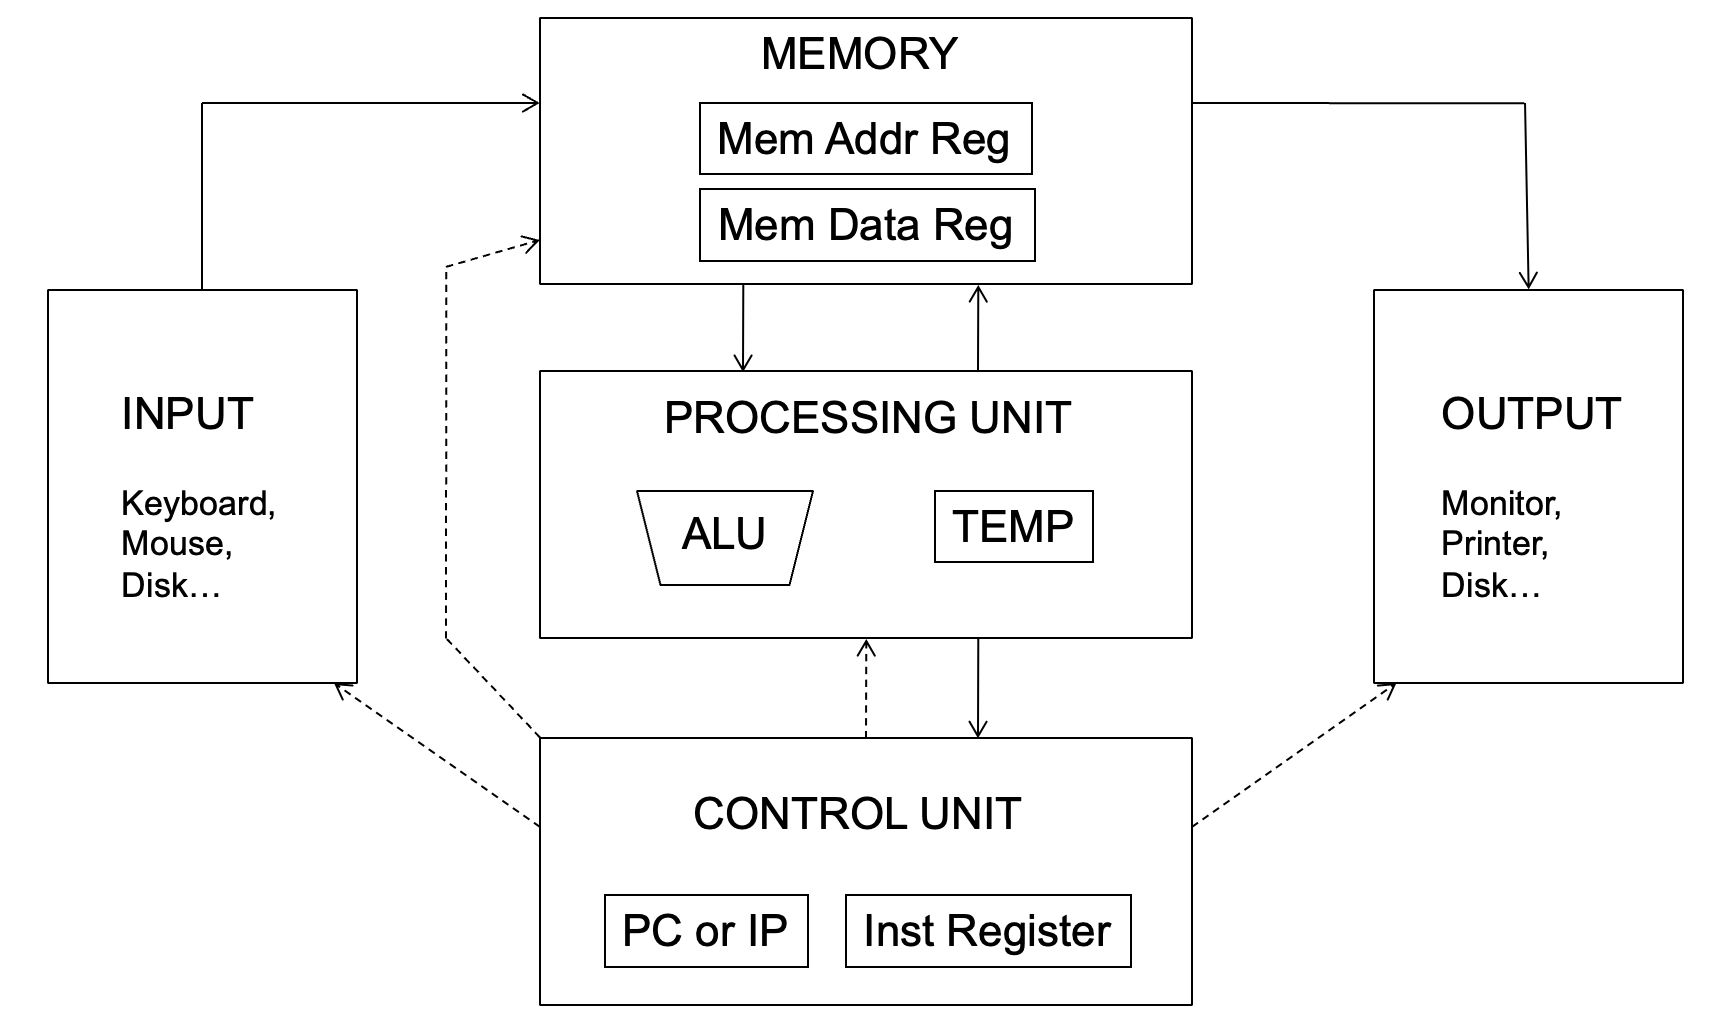 MEMORY
Mem Addr Reg
Mem Data Reg
INPUT
Keyboard,
Mouse,
Disk…
PROCESSING UNIT
ALU
TEMP
OUTPUT
Monitor,
Printer,
Disk…
CONTROL UNIT
PC or IP
Inst Register